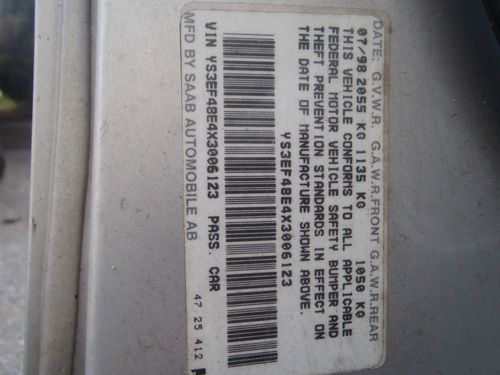 DATE: G.V.W.R. G.A.W.R.FRONT G.A.W.R.REAR
07/98 2055 KG 1135 KG 1050 KG
THIS VEHICLE CONFORMS TO ALL APPLICABLE
FEDERAL MOTOR VEHICLE SAFETY BUMPER AND
THEFT PREVENTION STANDARDS IN EFFECT ON
THE DATE OF MANUFACTURE SHOWN ABOVE.
YS3EF48E4X3006123
VIN YS3EF48E4X3006123 PASS. CAR
MFD BY SAAB AUTOMOBILE AB
47 25 412